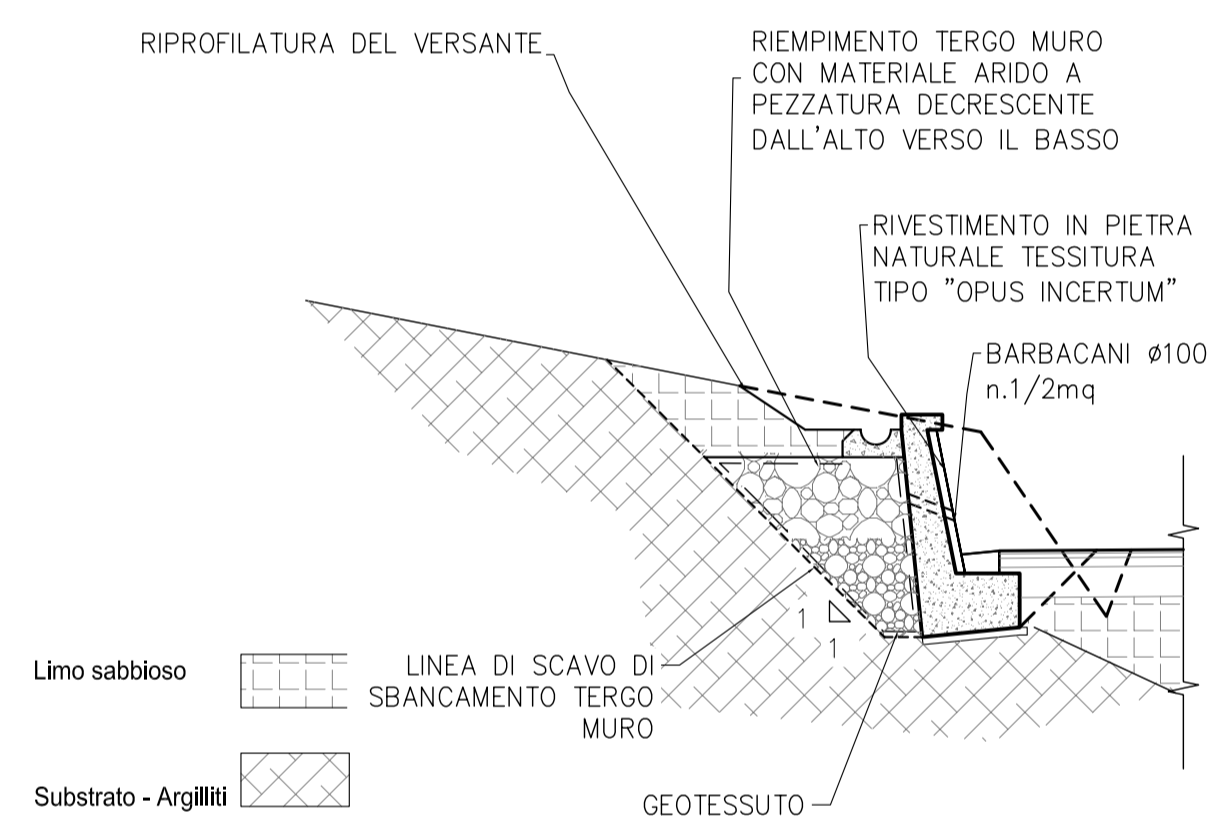 RIPROFILATURA DEL VERSANTE
RIEMPIMENTO TERGO MURO
CON MATERIALE ARIDO A
PEZZATURA DECRESCENTE
DALL'ALTO VERSO IL BASSO
RIVESTIMENTO IN PIETRA
NATURALE TESSITURA
TIPO "OPUS INCERTUM"
BARBACANI ø100
n.1/2mq
1
1
Limo sabbioso
LINEA DI SCAVO DI
SBANCAMENTO TERGO
MURO
Substrato - Argilliti
GEOTESSUTO